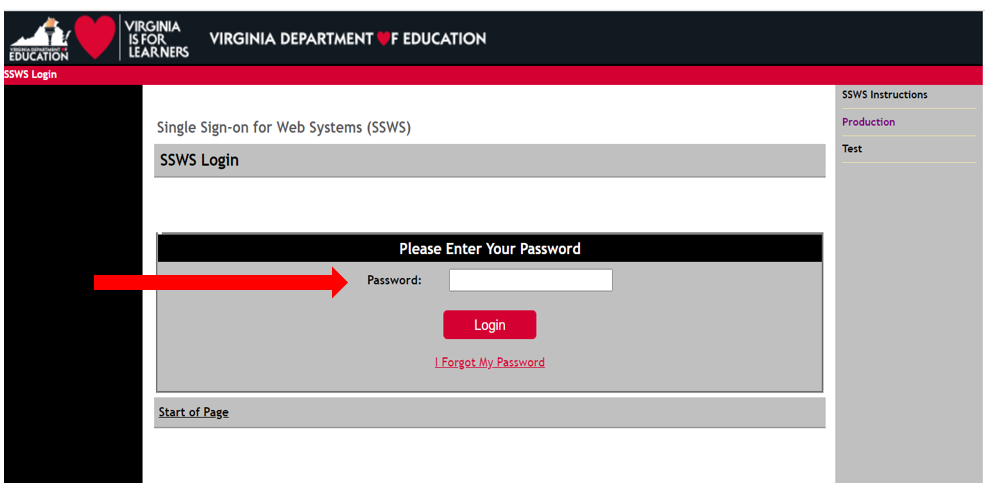 VIRGINIA DEPARTMENT OF
EDUCATION
VIRGINIA
IS FOR
LEARNERS
VIRGINIA DEPARTMENT F EDUCATION
SSWS Login
SSWS Instructions
Production
Test
Single Sign-on for Web Systems (SSWS)
SSWS Login
Please Enter Your Password
Password:
Login
I Forgot My Password
Start of Page